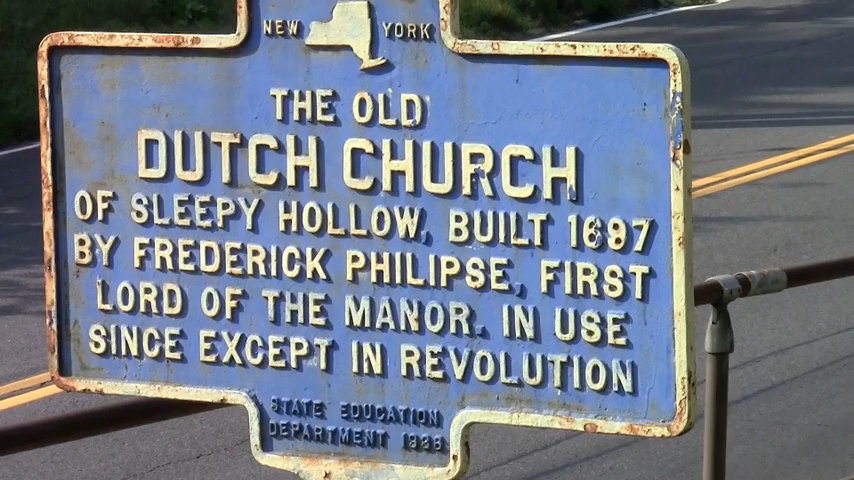 NEW YORK
THE OLD
DUTCH CHURCH
OF SLEEPY HOLLOW, BUILT 1697
BY FREDERICK PHILIPSE, FIRST
LORD OF THE MANOR. IN USE
SINCE EXCEPT IN REVOLUTION
STATE EDUCATION
DEPARTMENT